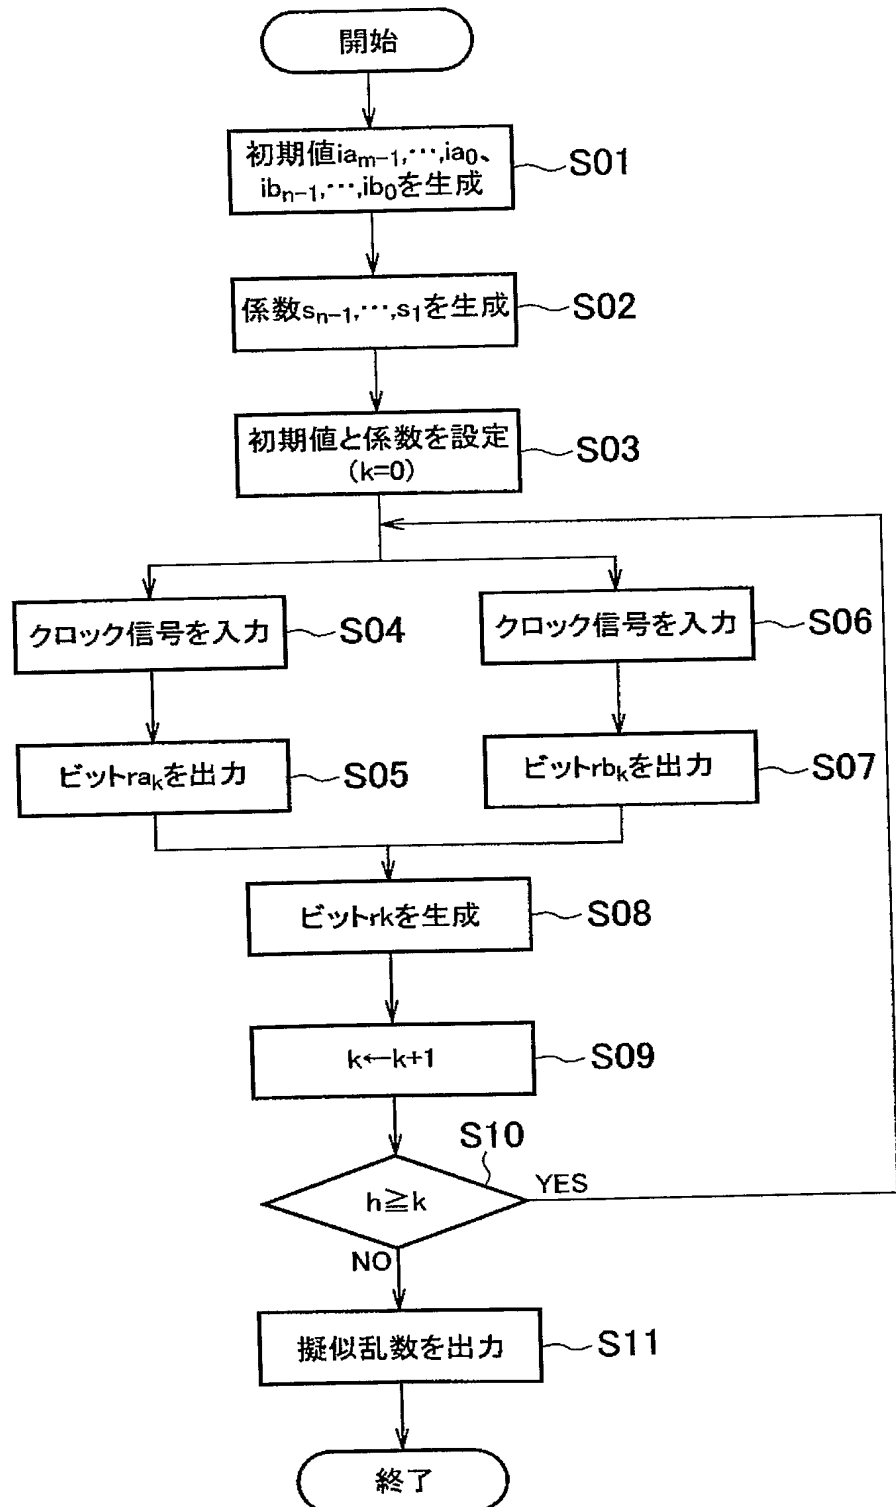 開始
初期値ia_{m-1},…,ia_0、
ib_{n-1},…,ib_0を生成
S01
係数s_{n-1},…,s_1を生成
S02
初期値と係数を設定
(k=0)
S03
クロック信号を入力
S04
クロック信号を入力
S06
ビットra_kを出力
S05
ビットrb_kを出力
S07
ビットrkを生成
S08
k←k+1
S09
S10
h≧k
YES
NO
擬似乱数を出力
S11
終了